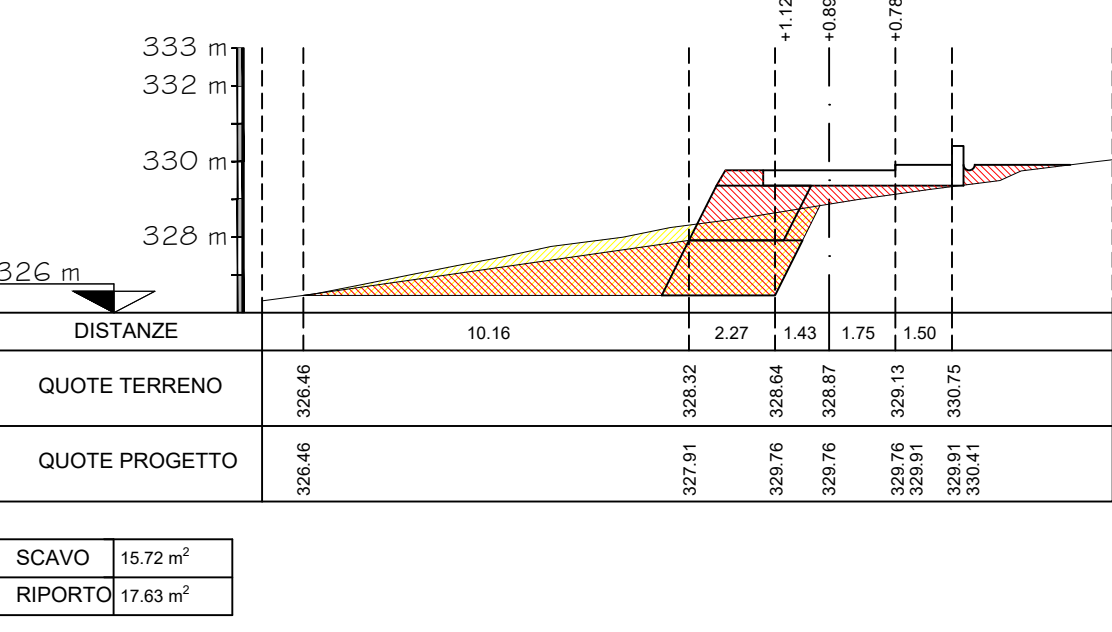 +1.12 +0.89 +0.78
333 m
332 m
330 m
328 m
326 m
DISTANZE 10.16 2.27 1.43 1.75 1.50
QUOTE TERRENO 326.46 328.32 328.64 328.87 329.13 330.75
QUOTE PROGETTO 326.46 327.91 329.76 329.76 329.76 329.91 329.91 330.41
SCAVO 15.72 m²
RIPORTO 17.63 m²